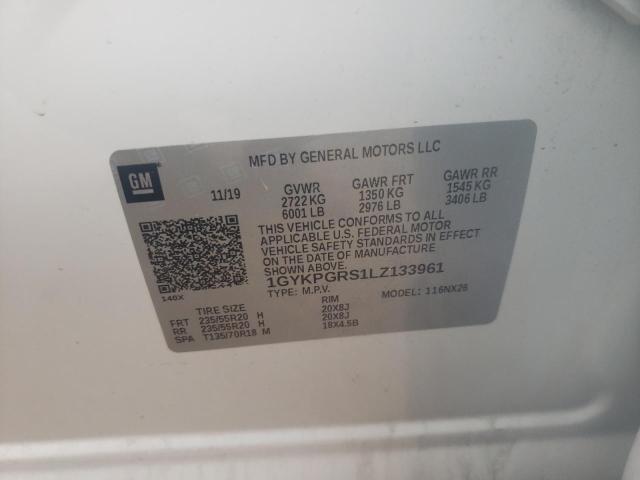 MFD BY GENERAL MOTORS LLC
GM
11/19
GVWR GAWR FRT GAWR RR
2722 KG 1350 KG 1545 KG
6001 LB 2976 LB 3406 LB
THIS VEHICLE CONFORMS TO ALL
APPLICABLE U.S. FEDERAL MOTOR
VEHICLE SAFETY STANDARDS IN EFFECT
ON THE DATE OF MANUFACTURE
SHOWN ABOVE.
1GYKPGRS1LZ133961
TYPE: M.P.V. MODEL: 116NX26
140X
TIRE SIZE RIM
FRT 235/55R20 H 20X8J
RR 235/55R20 H 20X8J
SPA T135/70R18 M 18X4.5B